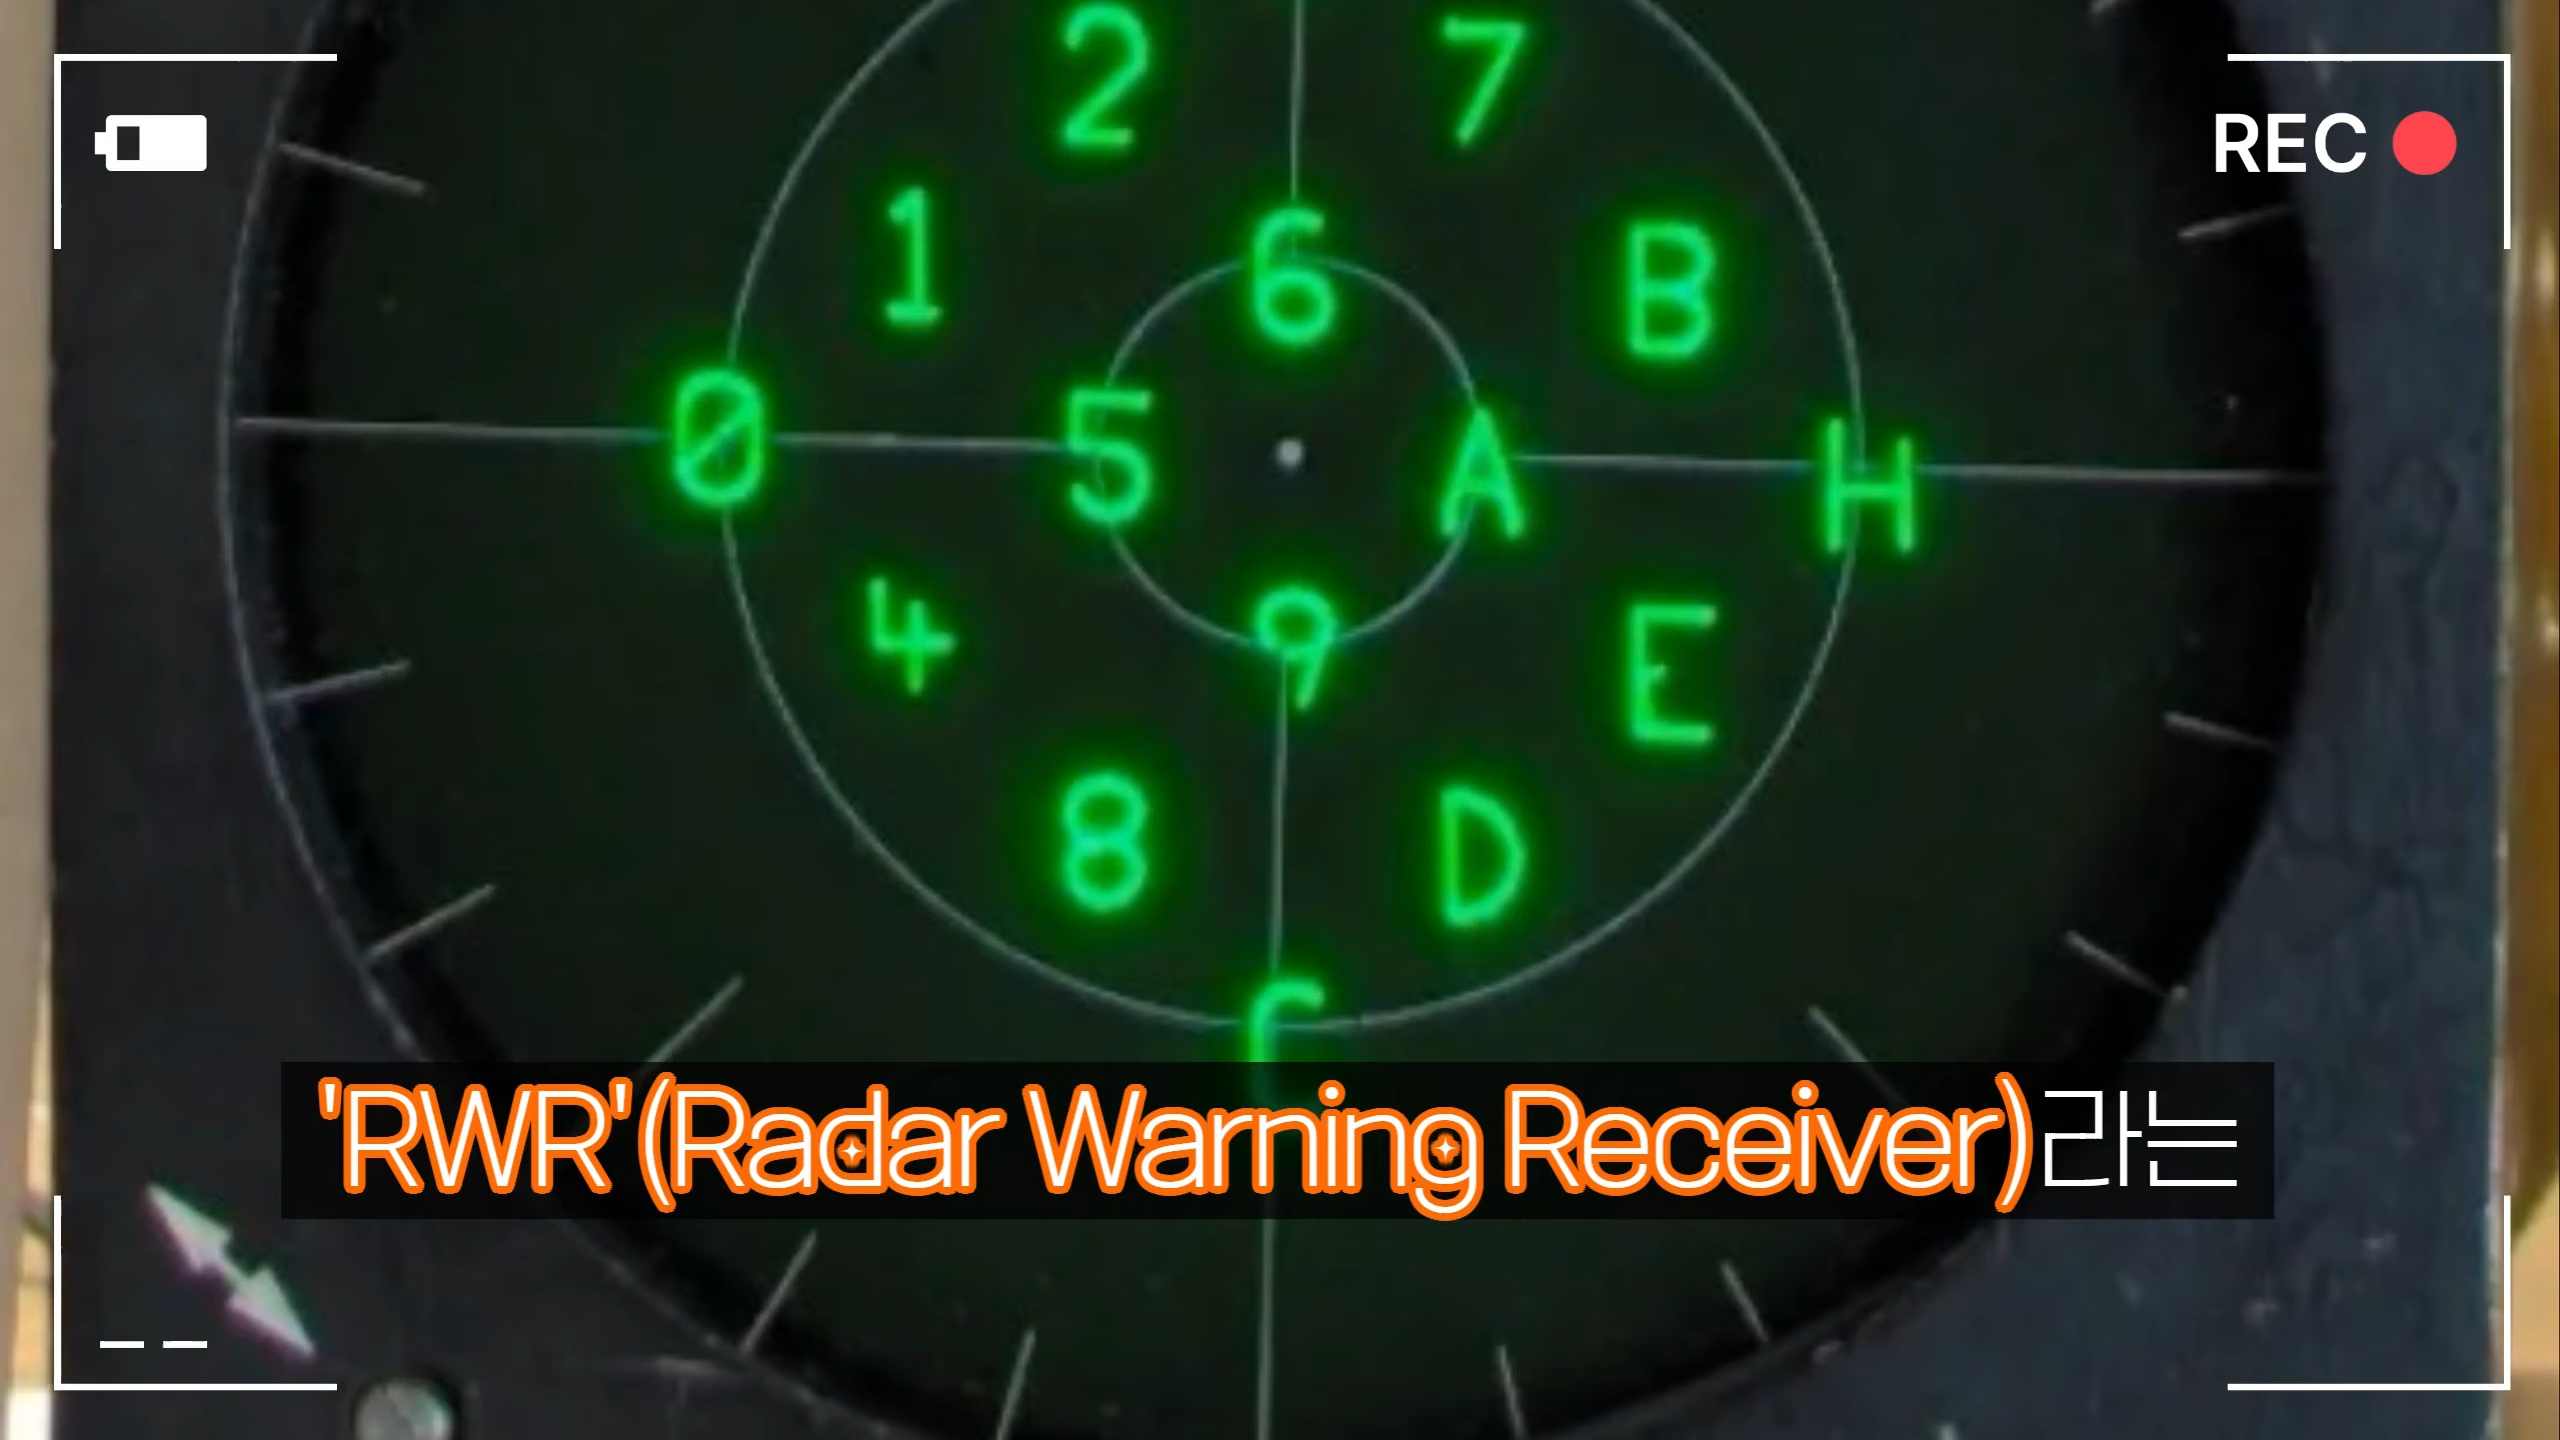 REC
2 7
1 6 B
0 5 A H
4 9 E
8 D
C
'RWR'(Radar Warning Receiver)라는